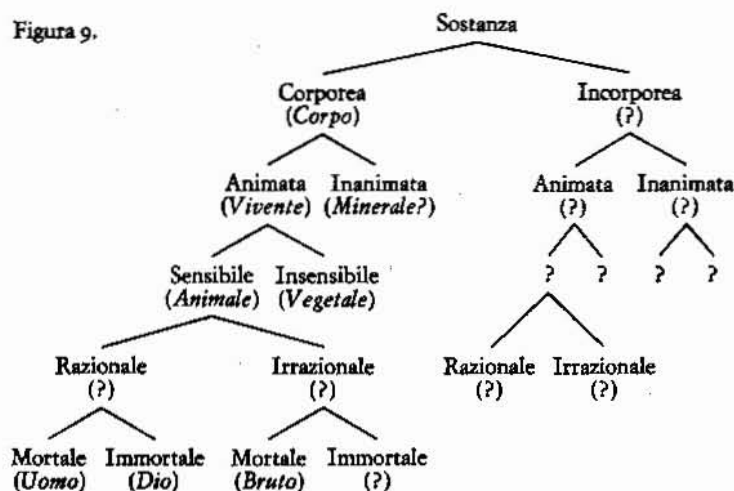 Figura 9.
Sostanza
Corporea Incorporea
(Corpo) (?)
Animata Inanimata Animata Inanimata
(Vivente) (Minerale?) (?) (?)
Sensibile Insensibile ? ? ? ?
(Animale) (Vegetale)
Razionale Irrazionale Razionale Irrazionale
(?) (?) (?) (?)
Mortale Immortale Mortale Immortale
(Uomo) (Dio) (Bruto) (?)